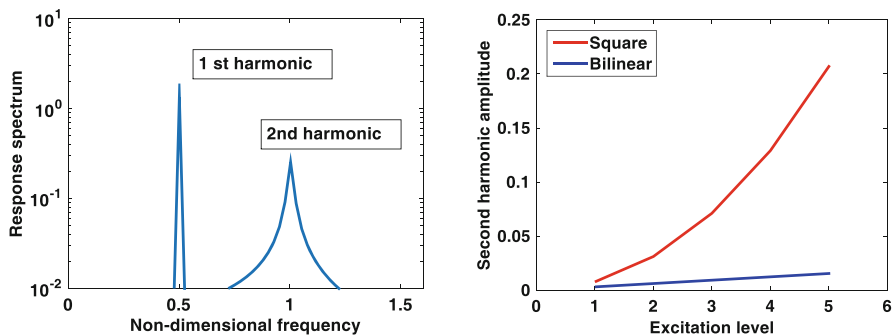 10^1
10^0
10^-1
10^-2
Response spectrum
1 st harmonic
2nd harmonic
0
0.5
1
1.5
Non-dimensional frequency
0.25
0.2
0.15
0.1
0.05
0
Second harmonic amplitude
Square
Bilinear
0
1
2
3
4
5
6
Excitation level